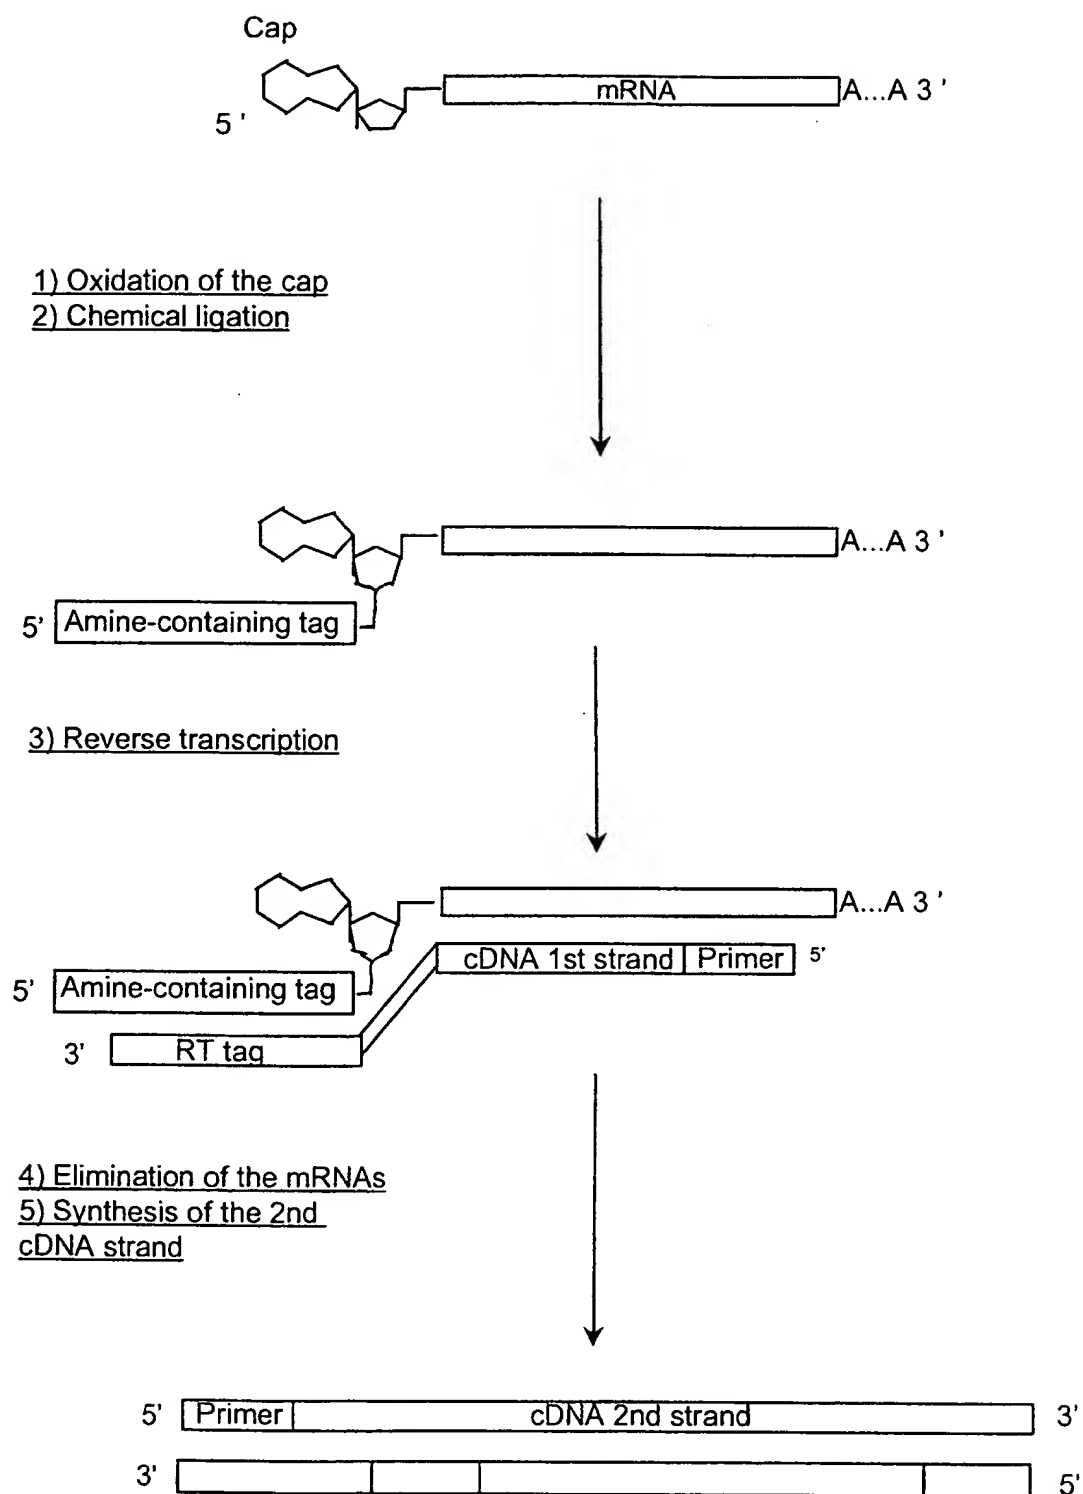 Cap
mRNA A...A 3 '
5 '
1) Oxidation of the cap
2) Chemical ligation
A...A 3 '
5' Amine-containing tag
3) Reverse transcription
A...A 3 '
cDNA 1st strand Primer 5'
5' Amine-containing tag
3' RT tag
4) Elimination of the mRNAs
5) Synthesis of the 2nd
cDNA strand
5' Primer cDNA 2nd strand 3'
3' 5'